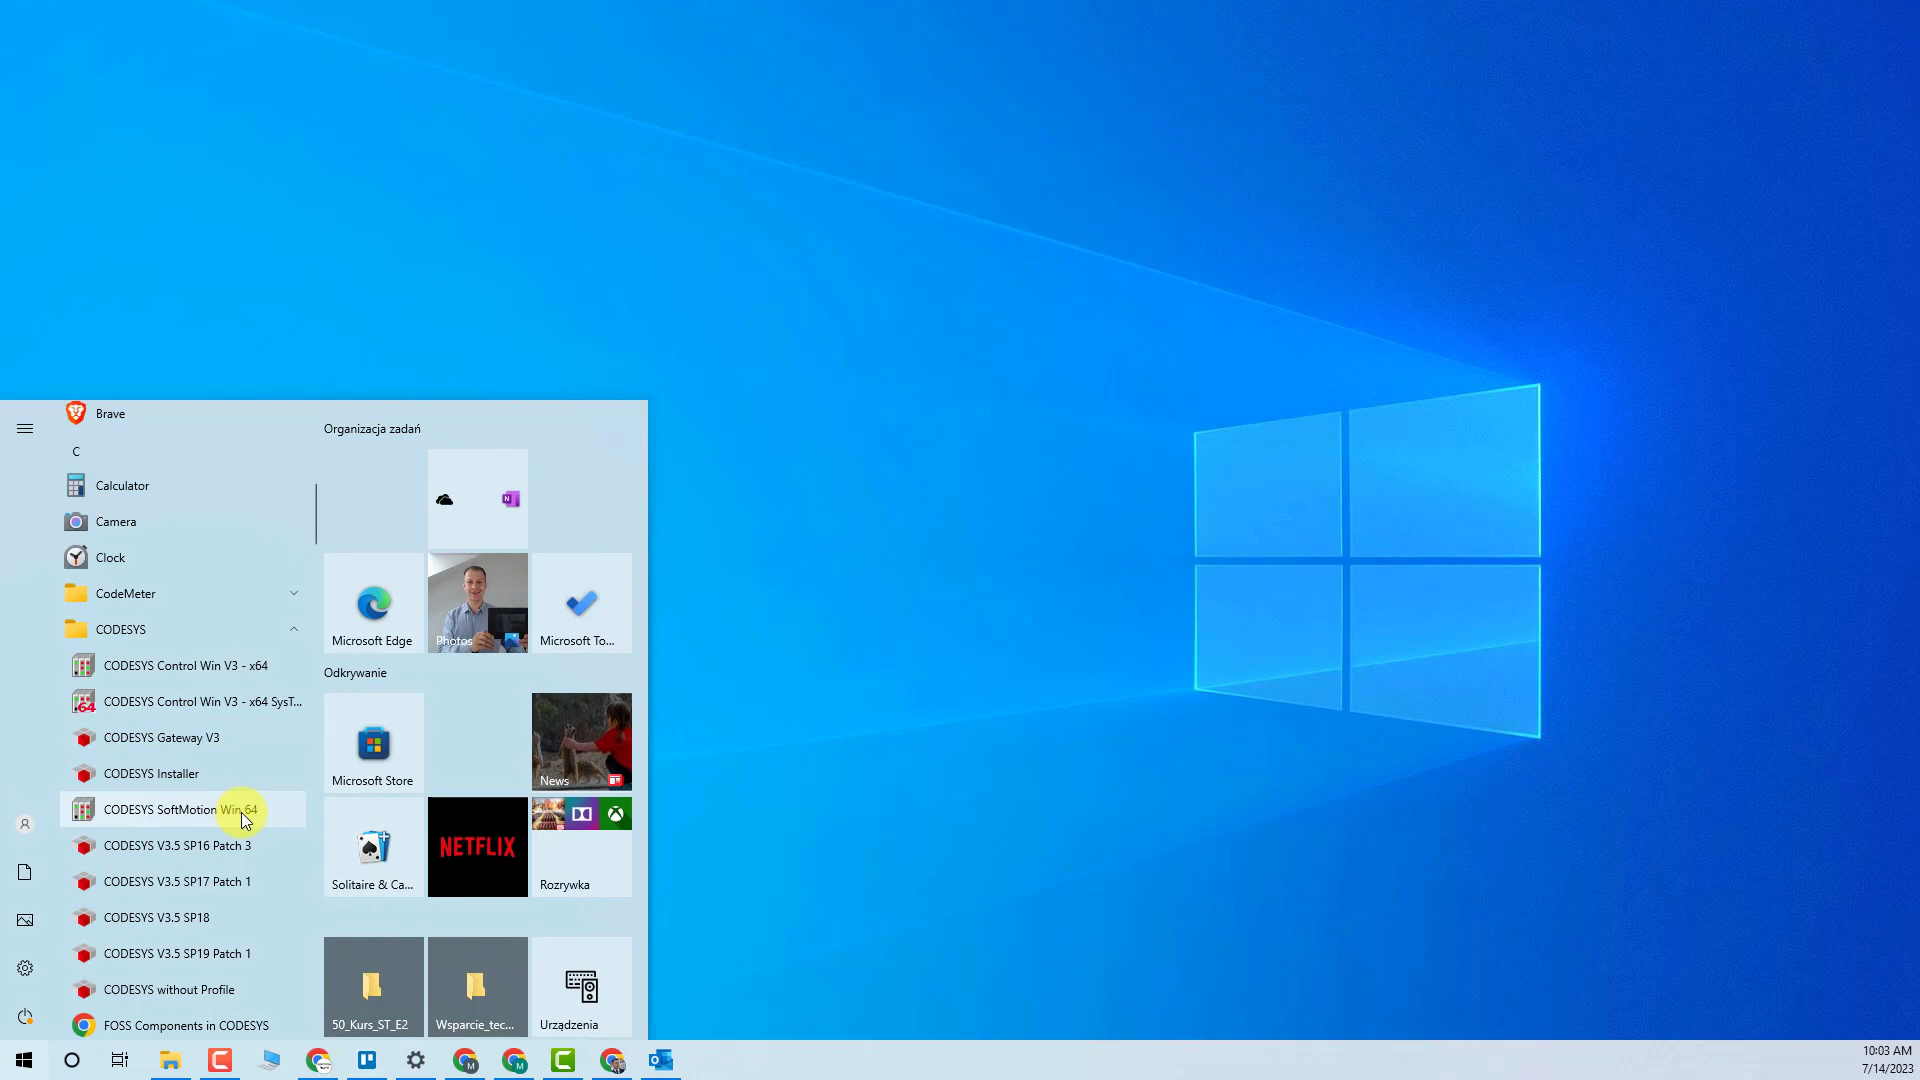 Brave
C
Calculator
Camera
Clock
CodeMeter
CODESYS
CODESYS Control Win V3 - x64
CODESYS Control Win V3 - x64 SysT...
64
CODESYS Gateway V3
CODESYS Installer
CODESYS SoftMotion Win 64
CODESYS V3.5 SP16 Patch 3
CODESYS V3.5 SP17 Patch 1
CODESYS V3.5 SP18
CODESYS V3.5 SP19 Patch 1
CODESYS without Profile
FOSS Components in CODESYS
Organizacja zadań
N
Microsoft Edge
Photos
Microsoft To...
Odkrywanie
Microsoft Store
News
Solitaire & Ca...
NETFLIX
Rozrywka
50_Kurs_ST_E2
Wsparcie_tec...
Urządzenia
M
M
10:03 AM
7/14/2023